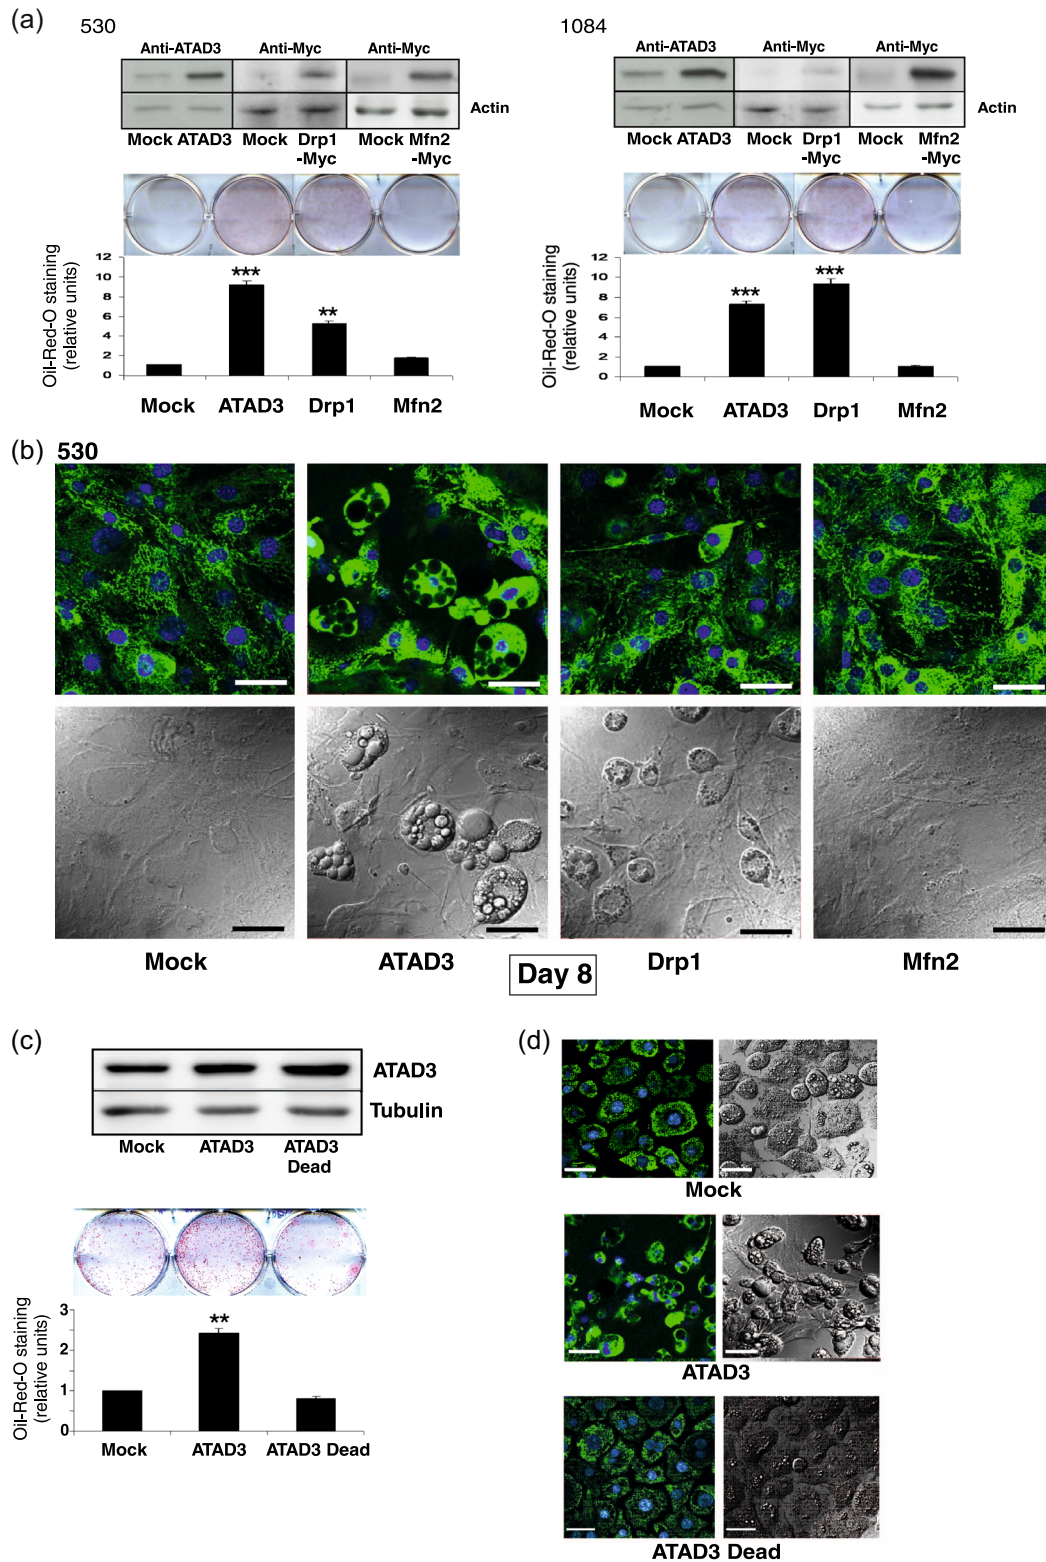 (a)
530
Anti-ATAD3 Anti-Myc Anti-Myc
Actin
Mock ATAD3 Mock Drp1 -Myc Mock Mfn2 -Myc
Oil-Red-O staining (relative units)
12
10
8
6
4
2
0
*** **
Mock ATAD3 Drp1 Mfn2
1084
Anti-ATAD3 Anti-Myc Anti-Myc
Actin
Mock ATAD3 Mock Drp1 -Myc Mock Mfn2 -Myc
Oil-Red-O staining (relative units)
12
10
8
6
4
2
0
*** ***
Mock ATAD3 Drp1 Mfn2
(b)
530
Mock ATAD3 Drp1 Mfn2
Day 8
(c)
ATAD3
Tubulin
Mock ATAD3 ATAD3 Dead
Oil-Red-O staining (relative units)
3
2
1
0
**
Mock ATAD3 ATAD3 Dead
(d)
Mock
ATAD3
ATAD3 Dead